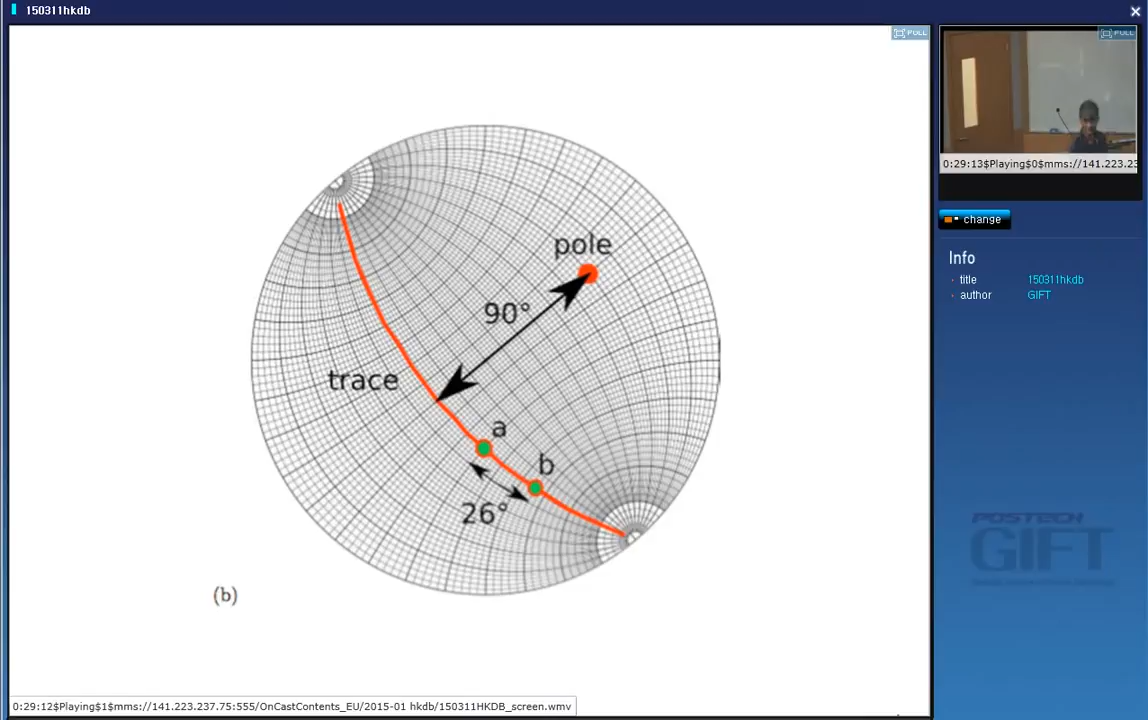 150311hkdb
FULL
FULL
pole
90°
trace
a
b
26°
(b)
0:29:12$Playing$1$mms://141.223.237.75:555/OnCastContents_EU/2015-01 hkdb/150311HKDB_screen.wmv
0:29:13$Playing$0$mms://141.223.23
change
Info
title 150311hkdb
author GIFT
POSTECH
GIFT